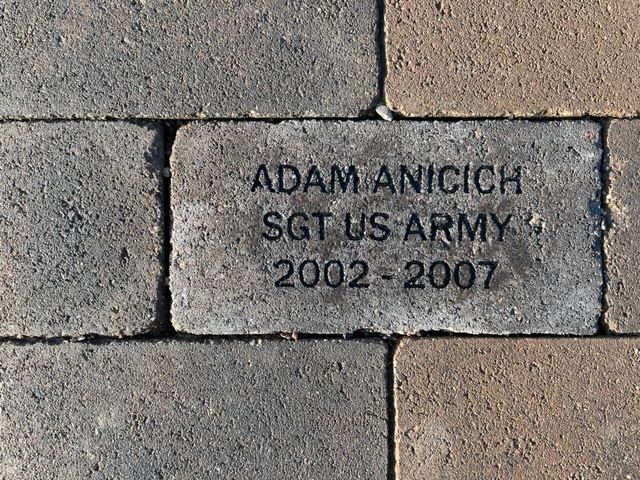 ADAM ANICICH
SGT US ARMY
2002 - 2007